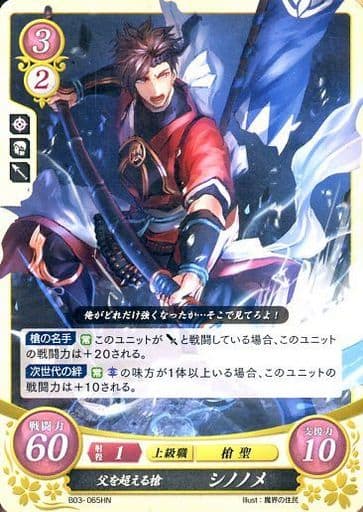 3
2
俺がどれだけ強くなったか…そこで見てろよ！
槍の名手 常 このユニットが と戦闘している場合、このユニット
の戦闘力は＋20される。
次世代の絆 常 の味方が1体以上いる場合、このユニットの
戦闘力は＋10される。
戦闘力
60
射程 1
上級職
槍聖
支援力
10
父を超える槍 シノノメ
B03-065HN
Illust：魔界の住民